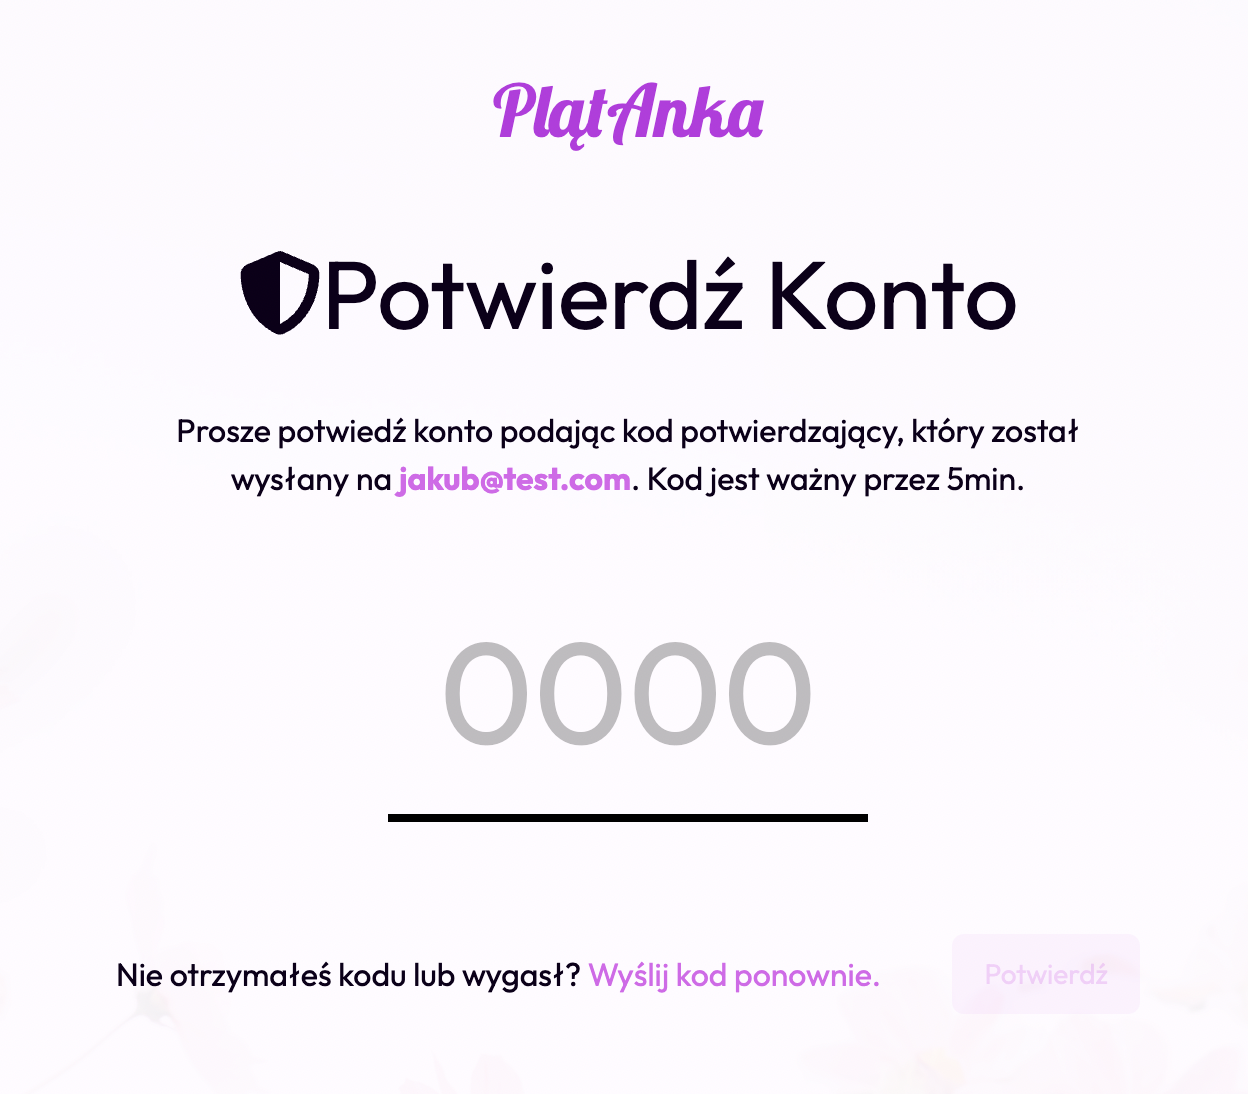 PlątAnka
Potwierdź Konto
Prosze potwiedź konto podając kod potwierdzający, który został
wysłany na jakub@test.com. Kod jest ważny przez 5min.
0000
Nie otrzymałeś kodu lub wygasł? Wyślij kod ponownie.
Potwierdź